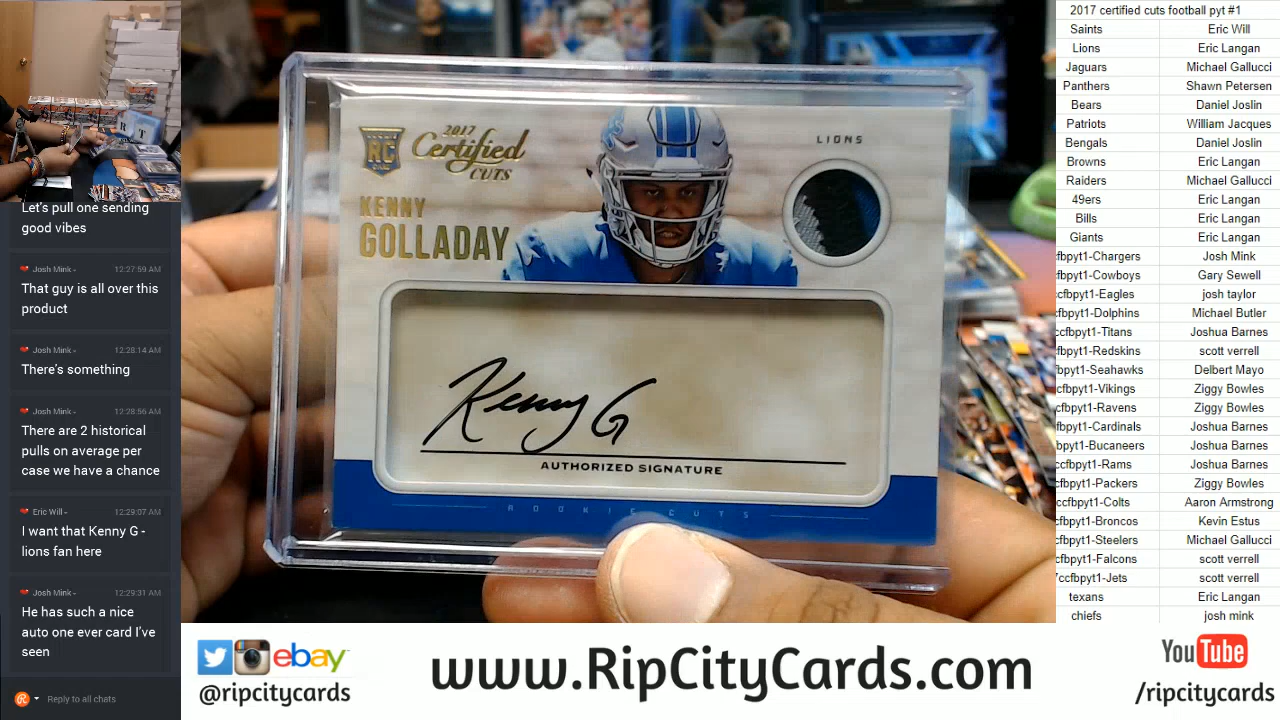 Let's pull one sending
good vibes
Josh Mink - 12:27:59 AM
That guy is all over this
product
Josh Mink - 12:28:14 AM
There's something
Josh Mink - 12:28:56 AM
There are 2 historical
pulls on average per
case we have a chance
Eric Will - 12:29:07 AM
I want that Kenny G -
lions fan here
Josh Mink - 12:29:31 AM
He has such a nice
auto one ever card I've
seen
Reply to all chats
RC
2017
Certified
CUTS
KENNY
GOLLADAY
LIONS
Kenny G
AUTHORIZED SIGNATURE
ROOKIE CUTS
2017 certified cuts football pyt #1
Saints Eric Will
Lions Eric Langan
Jaguars Michael Gallucci
Panthers Shawn Petersen
Bears Daniel Joslin
Patriots William Jacques
Bengals Daniel Joslin
Browns Eric Langan
Raiders Michael Gallucci
49ers Eric Langan
Bills Eric Langan
Giants Eric Langan
cfbpyt1-Chargers Josh Mink
cfbpyt1-Cowboys Gary Sewell
ccfbpyt1-Eagles josh taylor
cfbpyt1-Dolphins Michael Butler
ccfbpyt1-Titans Joshua Barnes
fbpyt1-Redskins scott verrell
bpyt1-Seahawks Delbert Mayo
cfbpyt1-Vikings Ziggy Bowles
cfbpyt1-Ravens Ziggy Bowles
fbpyt1-Cardinals Joshua Barnes
bpyt1-Bucaneers Joshua Barnes
ccfbpyt1-Rams Joshua Barnes
cfbpyt1-Packers Ziggy Bowles
ccfbpyt1-Colts Aaron Armstrong
cfbpyt1-Broncos Kevin Estus
cfbpyt1-Steelers Michael Gallucci
cfbpyt1-Falcons scott verrell
7ccfbpyt1-Jets scott verrell
texans Eric Langan
chiefs josh mink
ebay
@ripcitycards
www.RipCityCards.com
YouTube
/ripcitycards